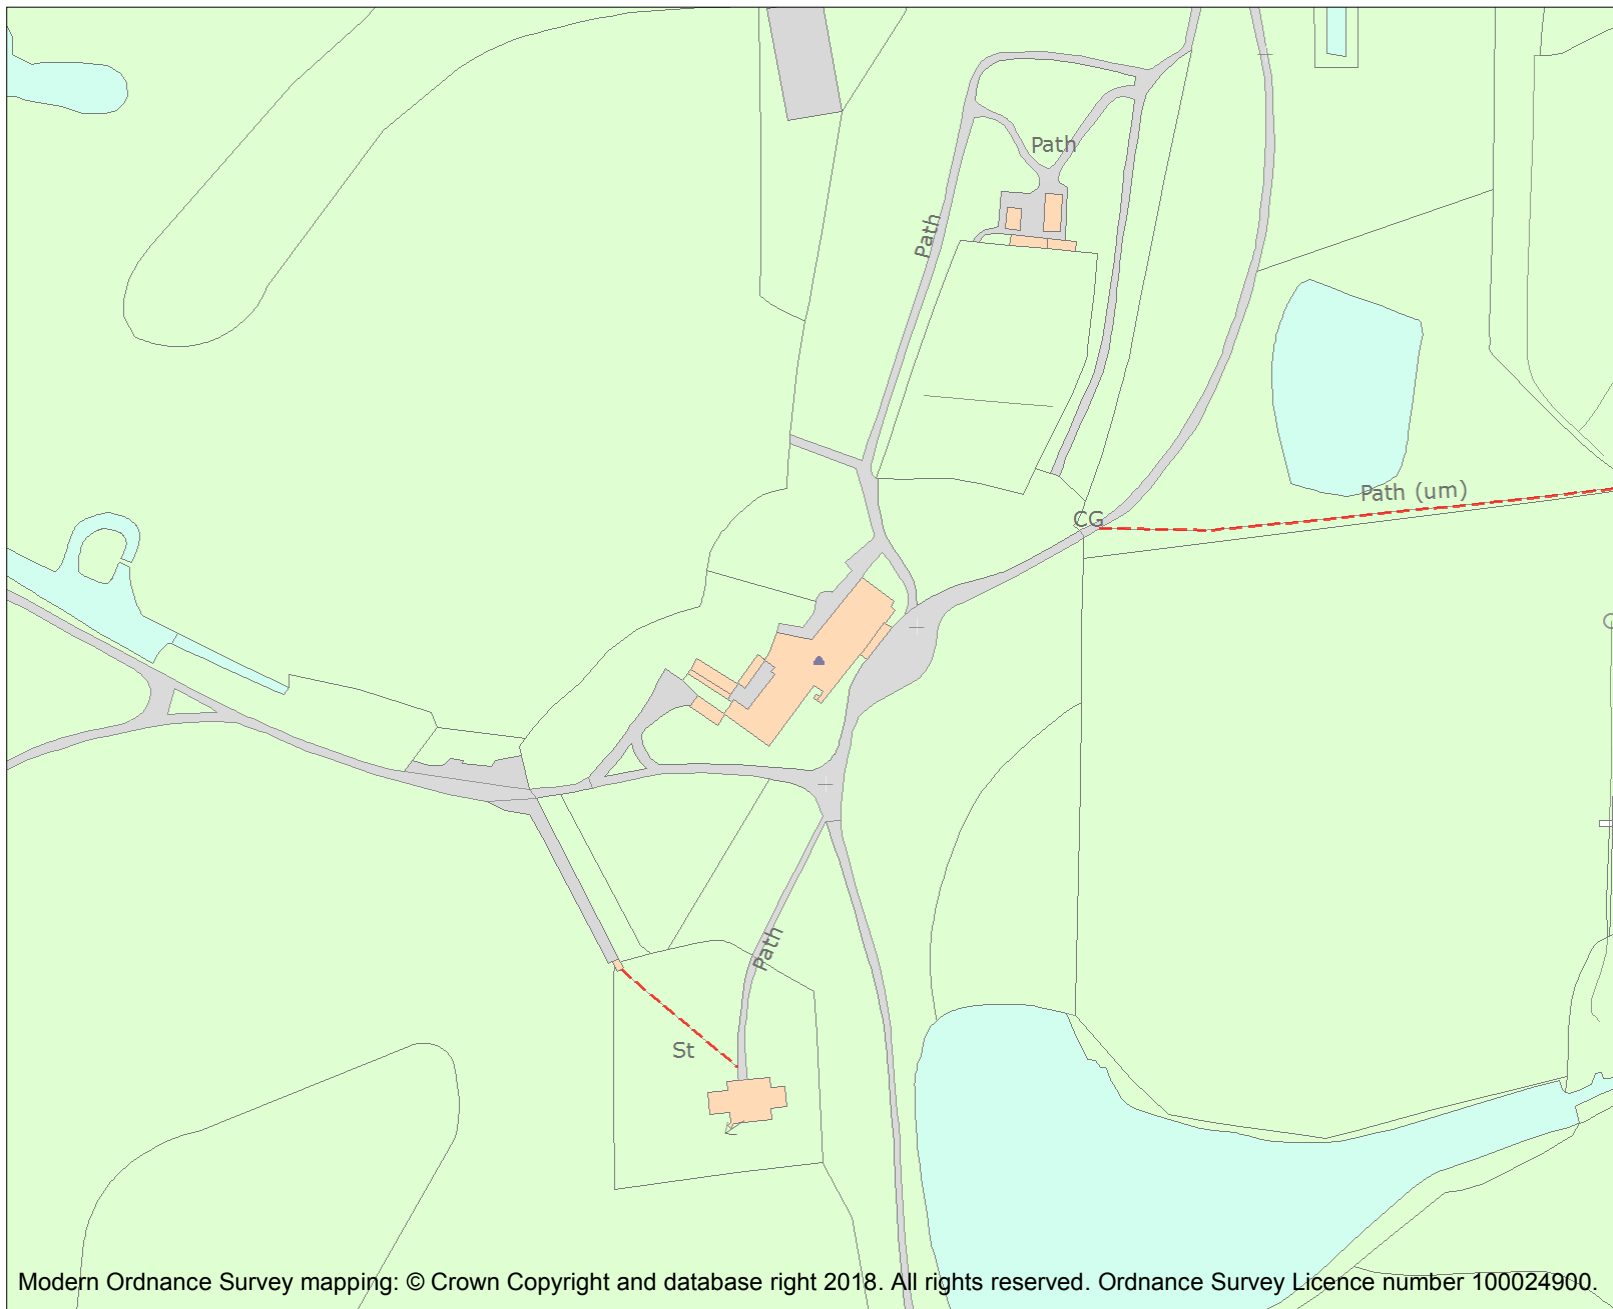 Path
Path
Path (um)
CG
Path
St
Modern Ordnance Survey mapping: © Crown Copyright and database right 2018. All rights reserved. Ordnance Survey Licence number 100024900.